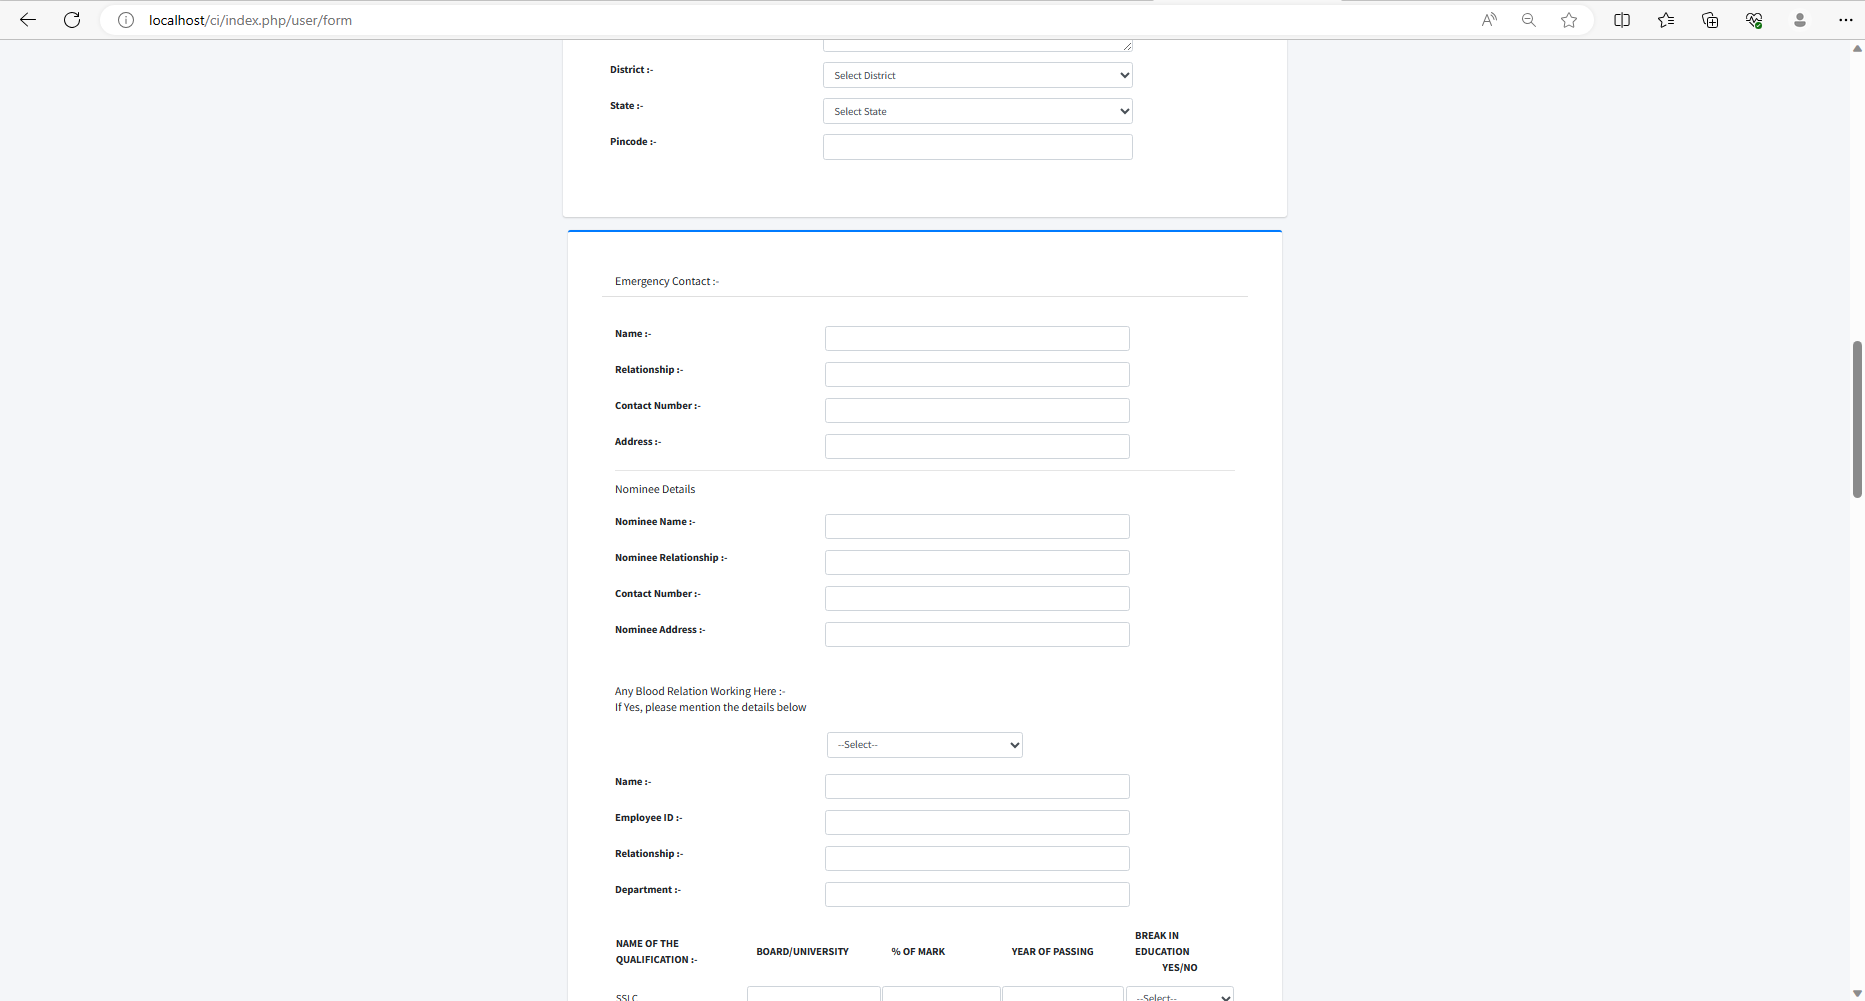 localhost/ci/index.php/user/form
District :-
Select District
State :-
Select State
Pincode :-
Emergency Contact :-
Name :-
Relationship :-
Contact Number :-
Address :-
Nominee Details
Nominee Name :-
Nominee Relationship :-
Contact Number :-
Nominee Address :-
Any Blood Relation Working Here :-
If Yes, please mention the details below
--Select--
Name :-
Employee ID :-
Relationship :-
Department :-
NAME OF THE
QUALIFICATION :-
BOARD/UNIVERSITY
% OF MARK
YEAR OF PASSING
BREAK IN
EDUCATION
YES/NO
SSLC
--Select--